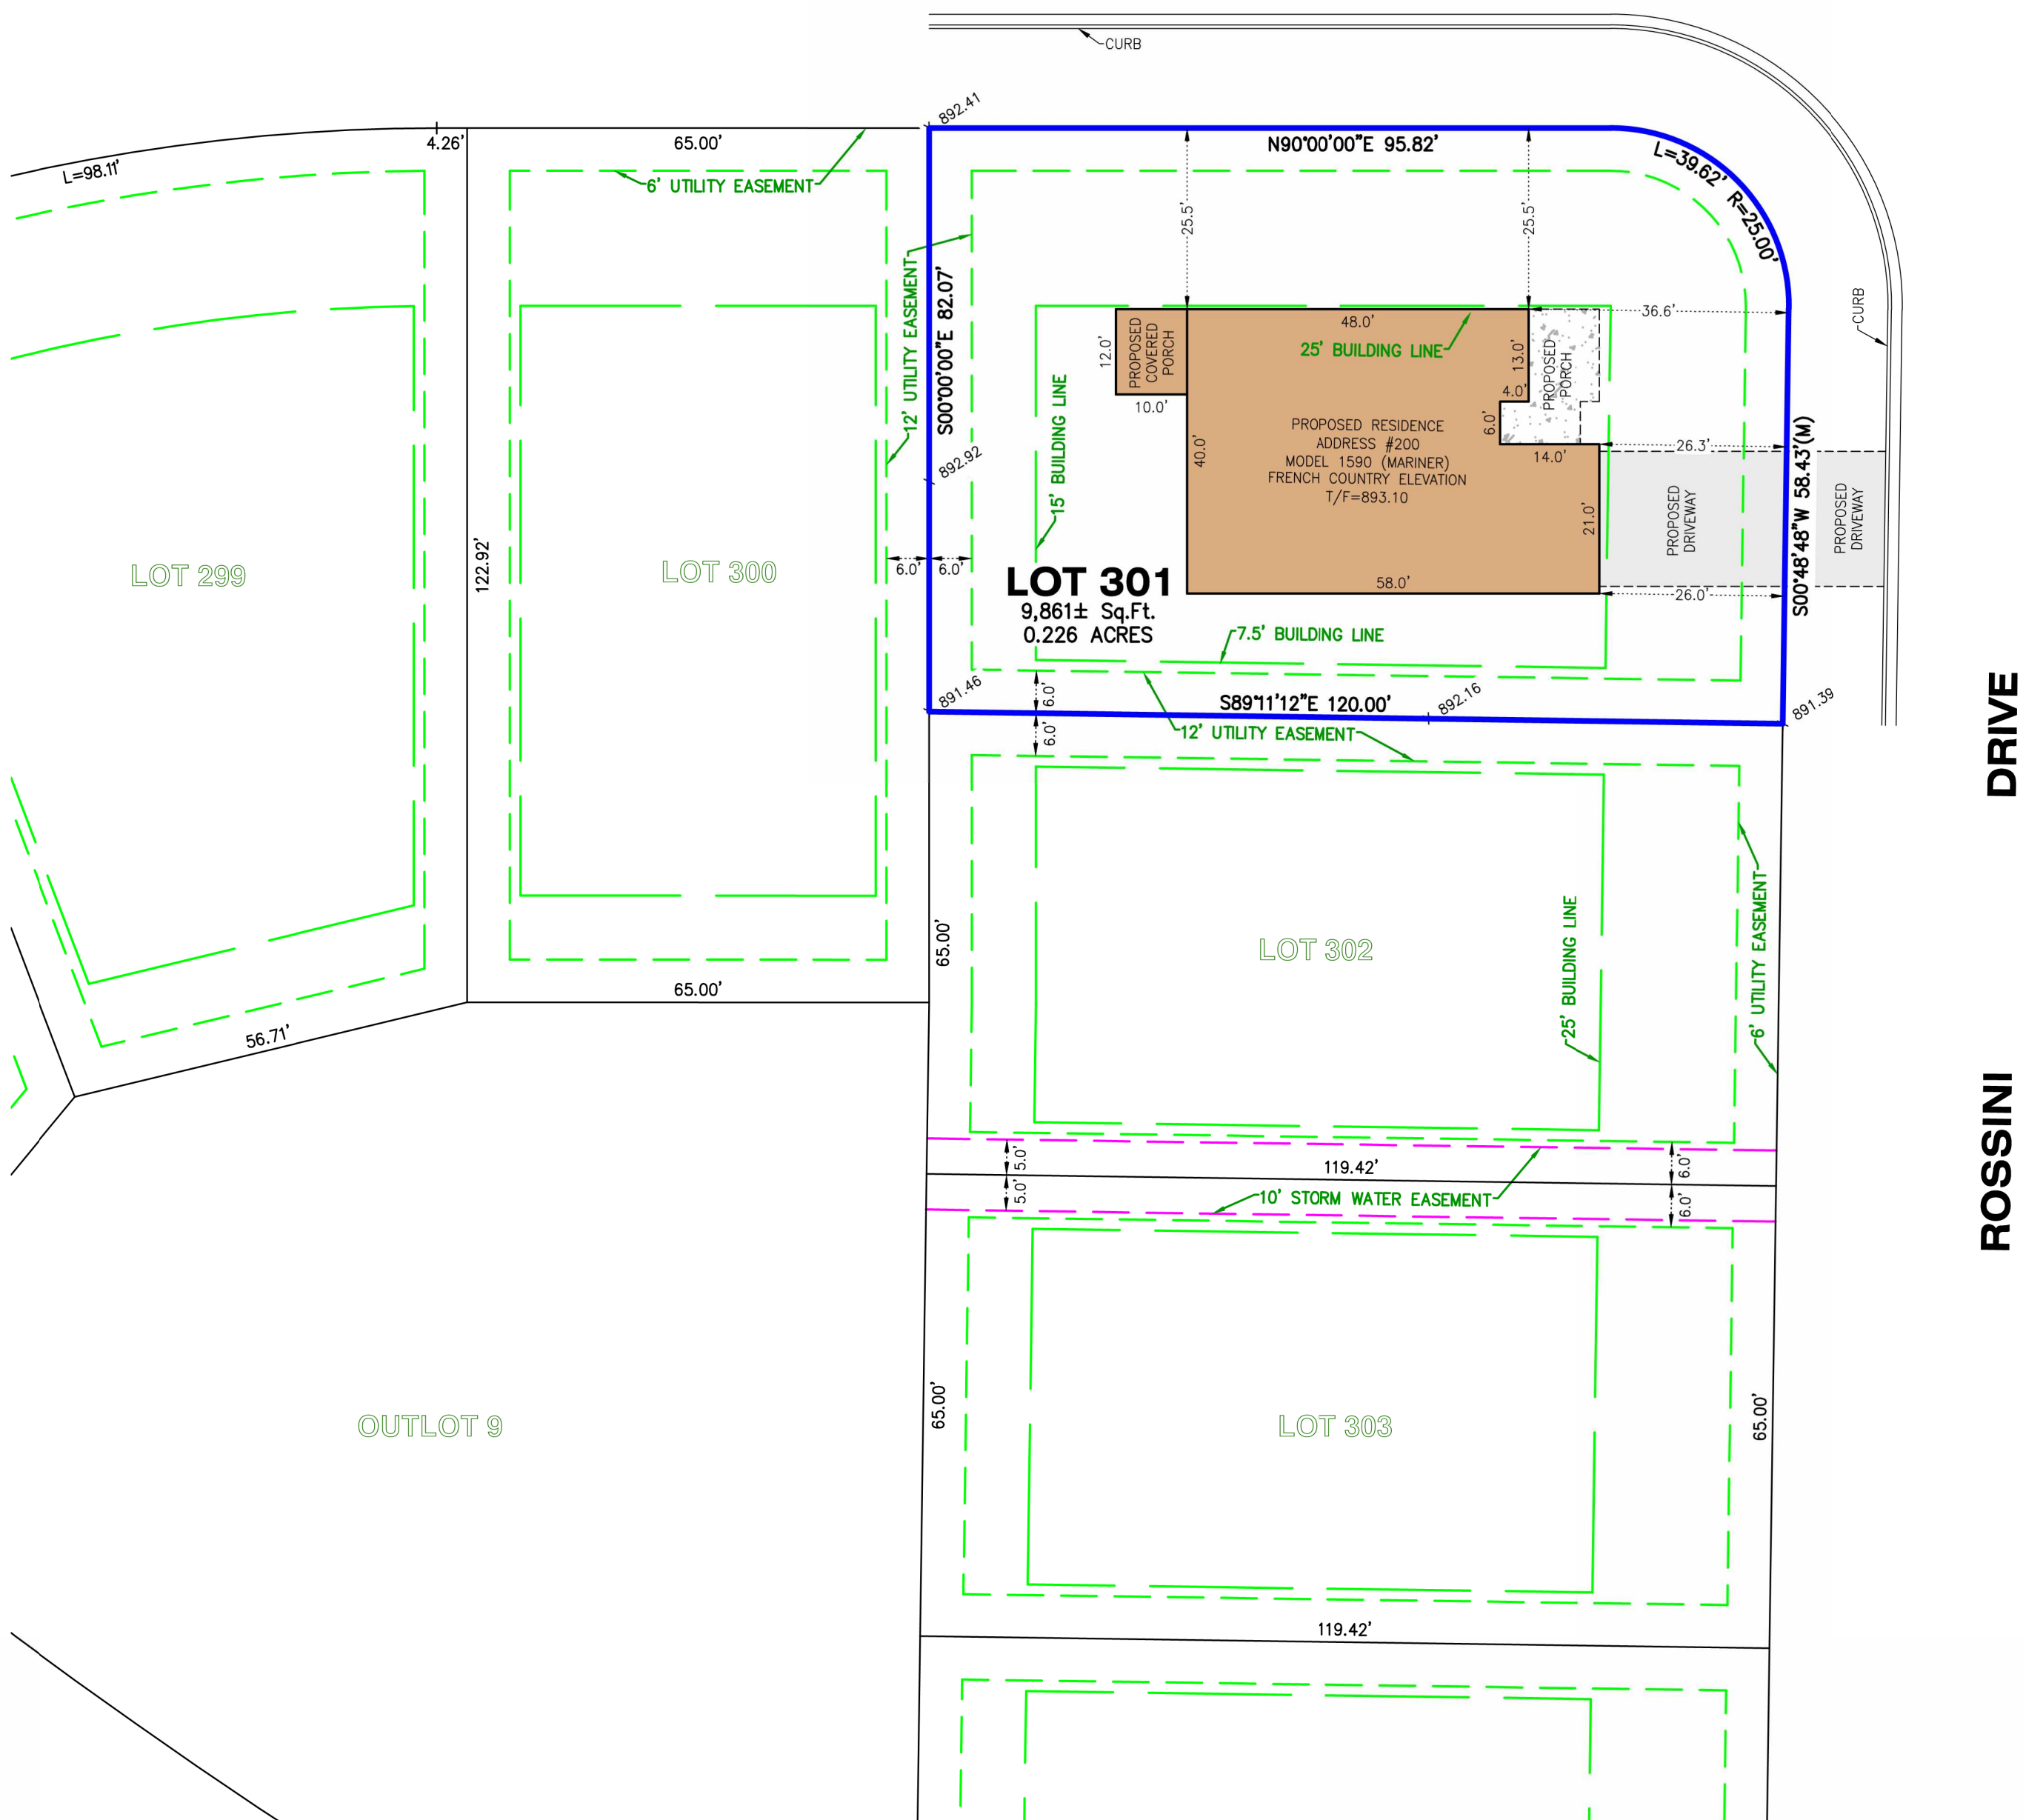 CURB
892.41
4.26'
65.00'
N90°00'00"E 95.82'
L=98.11'
L=39.62' R=25.00'
6' UTILITY EASEMENT
25.5'
25.5'
12' UTILITY EASEMENT
S00°00'00"E 82.07'
36.6'
CURB
48.0'
12.0'
PROPOSED
COVERED
PORCH
25' BUILDING LINE
13.0'
PROPOSED
PORCH
4.0'
10.0'
15' BUILDING LINE
6.0'
PROPOSED RESIDENCE
ADDRESS #200
MODEL 1590 (MARINER)
FRENCH COUNTRY ELEVATION
T/F=893.10
40.0'
14.0'
26.3'
892.92
21.0'
PROPOSED
DRIVEWAY
PROPOSED
DRIVEWAY
S00°48'48"W 58.43'(M)
122.92'
LOT 299
LOT 300
6.0'
6.0'
LOT 301
9,861± Sq.Ft.
0.226 ACRES
58.0'
26.0'
7.5' BUILDING LINE
891.46
6.0'
S89°11'12"E 120.00'
892.16
891.39
6.0'
12' UTILITY EASEMENT
DRIVE
65.00'
LOT 302
25' BUILDING LINE
6' UTILITY EASEMENT
65.00'
56.71'
5.0'
119.42'
6.0'
5.0'
10' STORM WATER EASEMENT
6.0'
ROSSINI
65.00'
OUTLOT 9
LOT 303
65.00'
119.42'